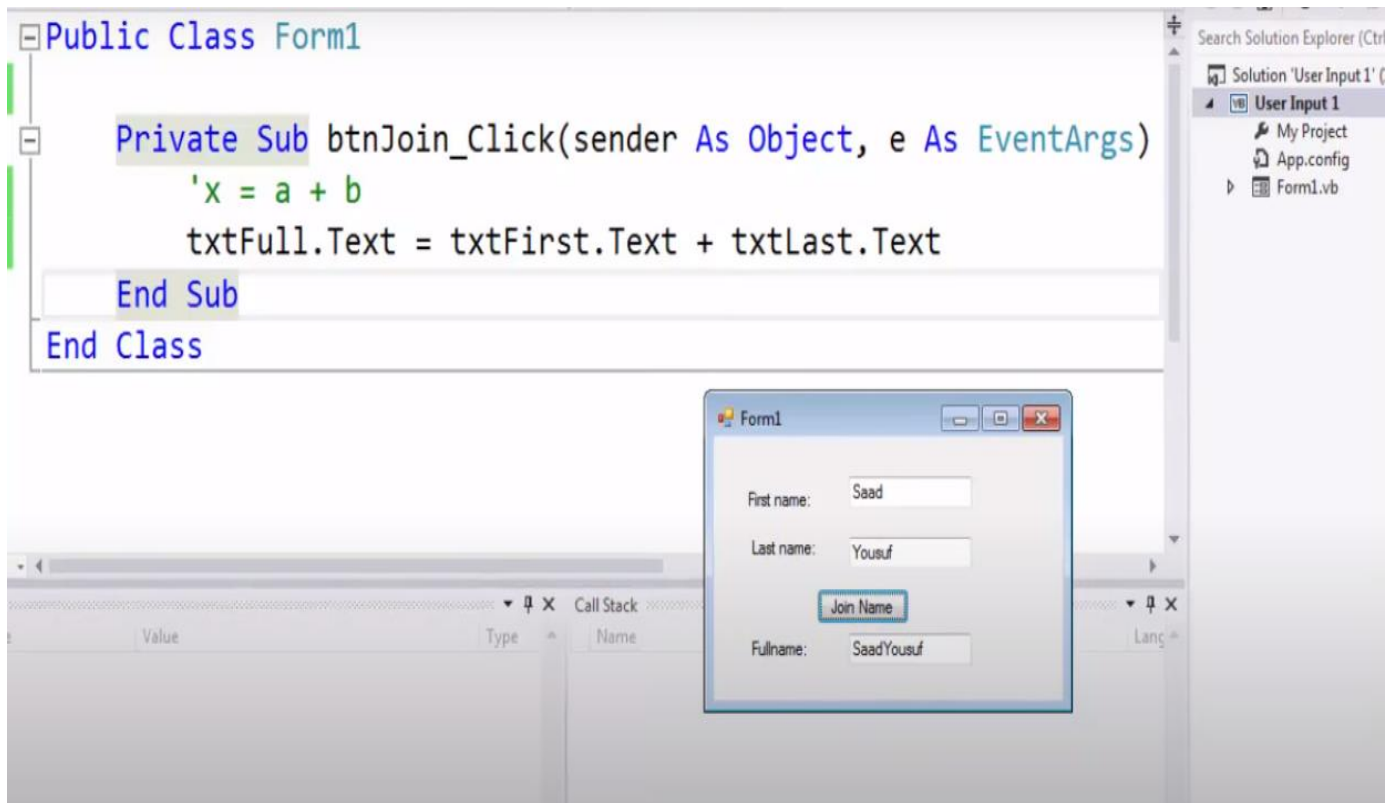 Public Class Form1
Private Sub btnJoin_Click(sender As Object, e As EventArgs)
'x = a + b
txtFull.Text = txtFirst.Text + txtLast.Text
End Sub
End Class
Search Solution Explorer (Ctrl
Solution 'User Input 1' (
VB User Input 1
My Project
App.config
Form1.vb
Form1
First name: Saad
Last name: Yousuf
Join Name
Fullname: SaadYousuf
Call Stack
Value Type Name Lang